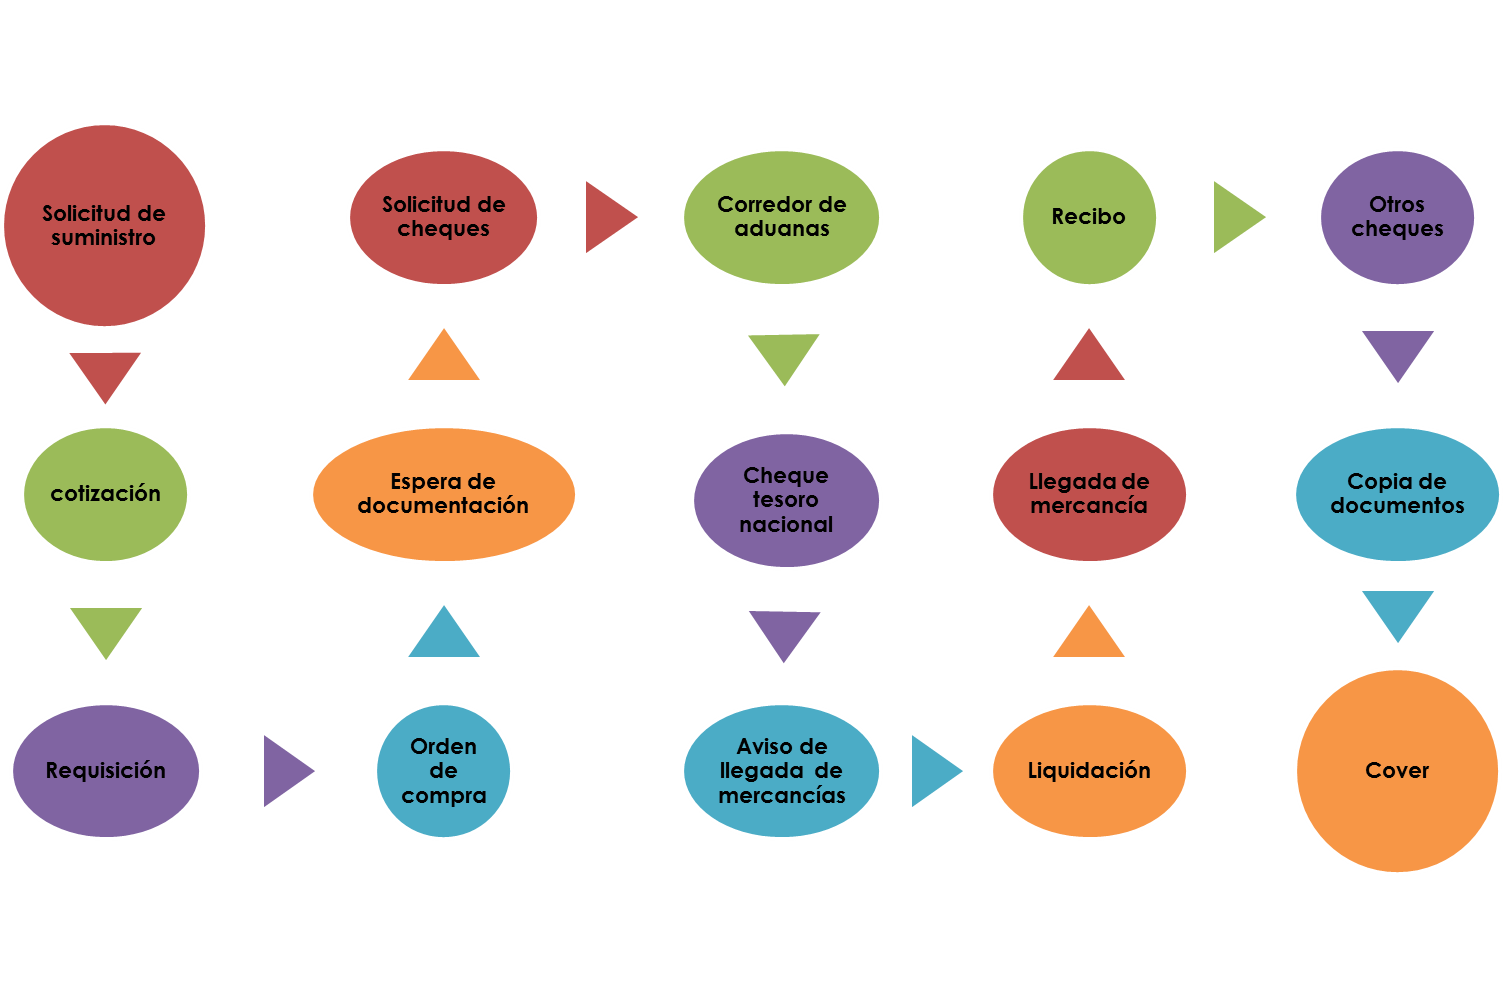 Solicitud de
suministro
cotización
Requisición
Orden
de
compra
Espera de
documentación
Solicitud de
cheques
Corredor de
aduanas
Cheque
tesoro
nacional
Aviso de
llegada de
mercancías
Liquidación
Llegada de
mercancía
Recibo
Otros
cheques
Copia de
documentos
Cover